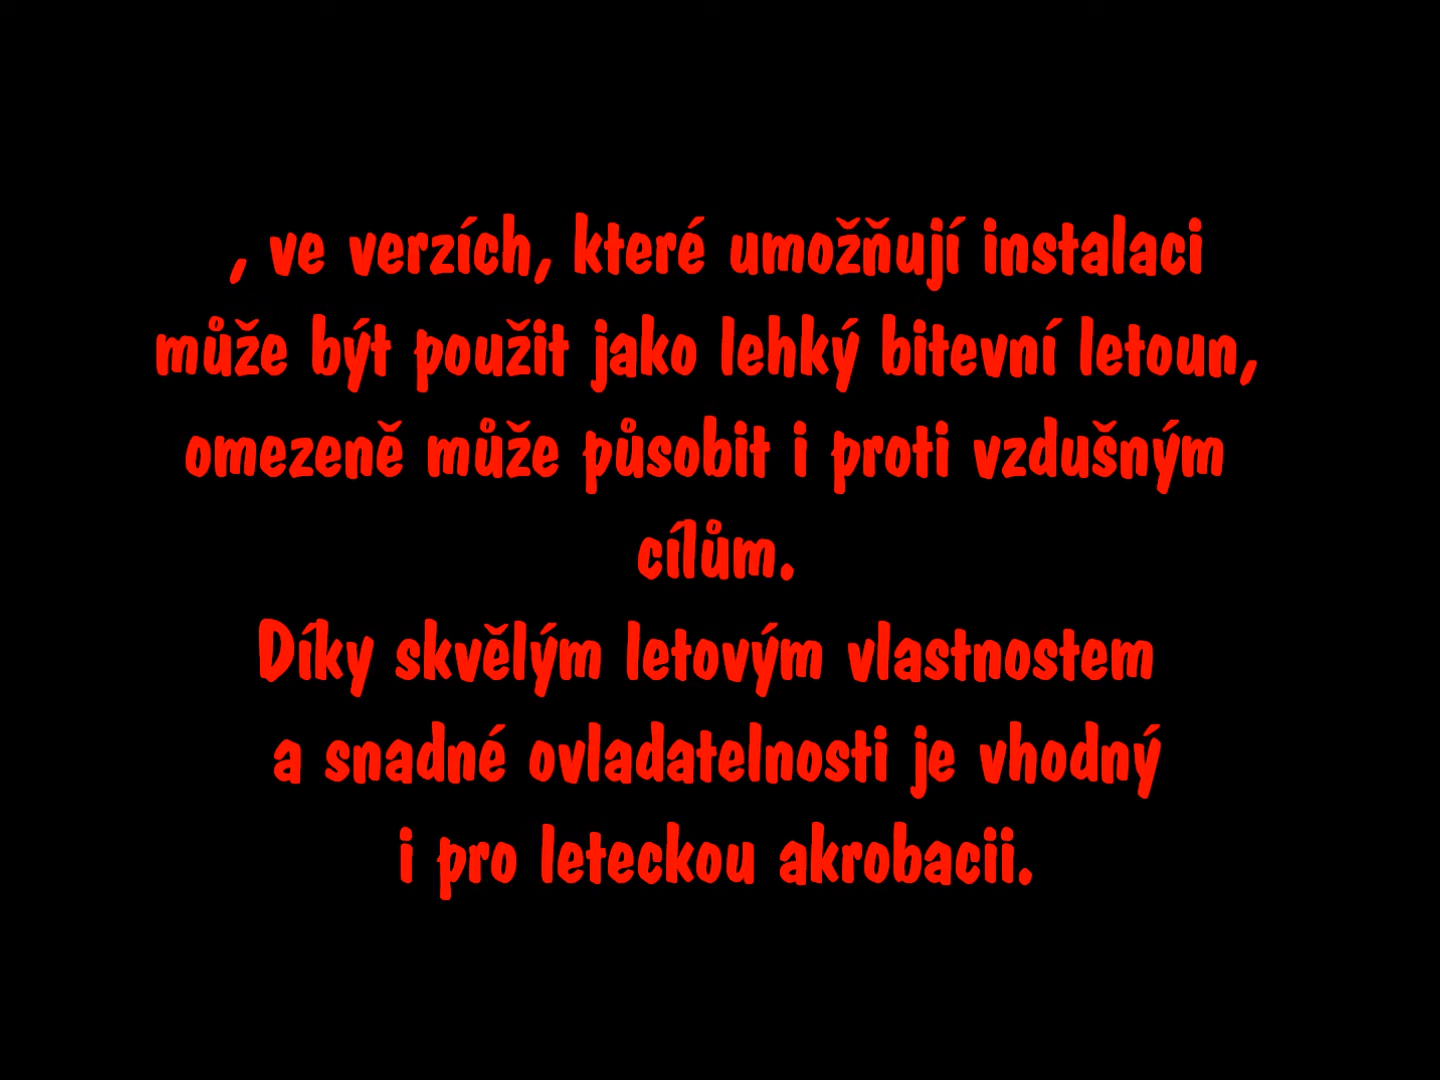 , ve verzích, které umožňují instalaci
může být použit jako lehký bitevní letoun,
omezeně může působit i proti vzdušným
cílům.
Díky skvělým letovým vlastnostem
a snadné ovladatelnosti je vhodný
i pro leteckou akrobacii.